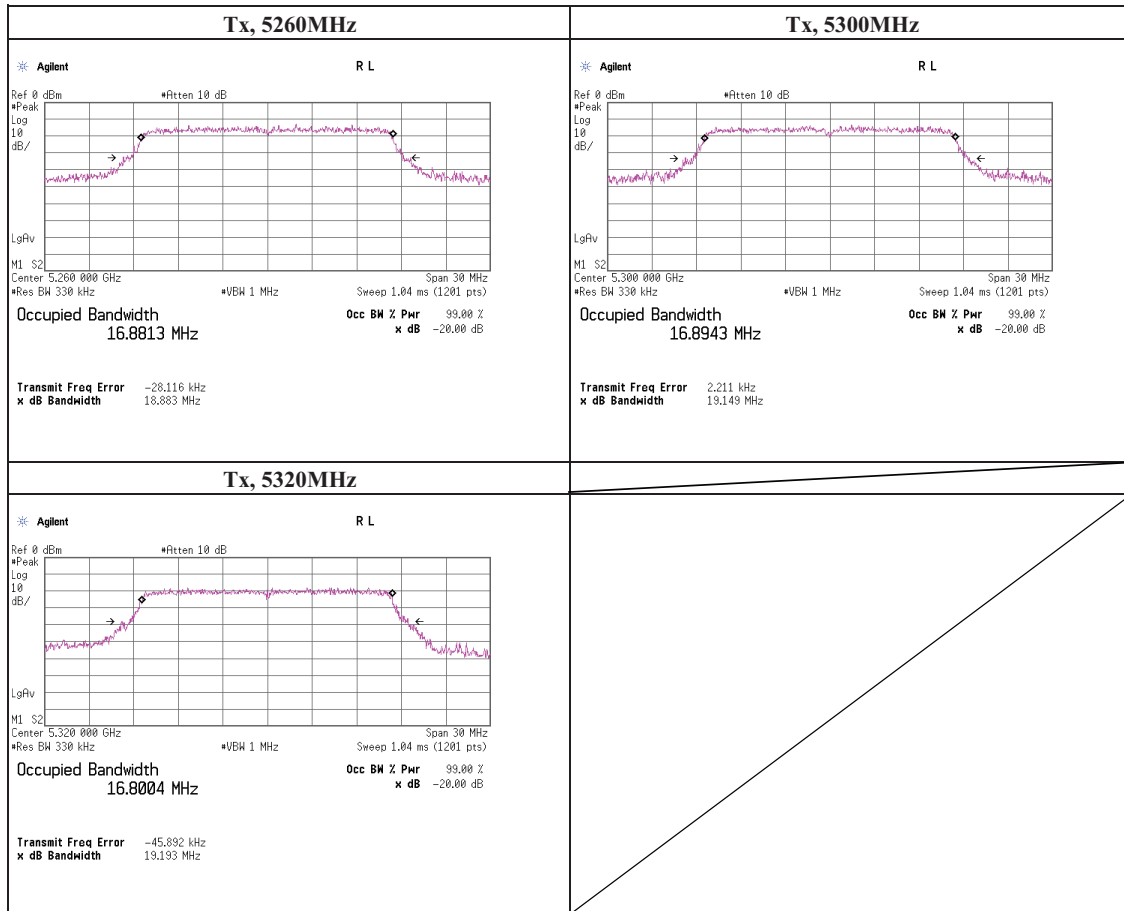 Tx, 5260MHz
Agilent R L
Ref 0 dBm #Atten 10 dB
#Peak
Log
10
dB/
LgAv
M1 S2
Center 5.260 000 GHz Span 30 MHz
#Res BW 330 kHz #VBW 1 MHz Sweep 1.04 ms (1201 pts)
Occupied Bandwidth Occ BW % Pwr 99.00 %
16.8813 MHz x dB -20.00 dB
Transmit Freq Error -28.116 kHz
x dB Bandwidth 18.883 MHz
Tx, 5300MHz
Agilent R L
Ref 0 dBm #Atten 10 dB
#Peak
Log
10
dB/
LgAv
M1 S2
Center 5.300 000 GHz Span 30 MHz
#Res BW 330 kHz #VBW 1 MHz Sweep 1.04 ms (1201 pts)
Occupied Bandwidth Occ BW % Pwr 99.00 %
16.8943 MHz x dB -20.00 dB
Transmit Freq Error 2.211 kHz
x dB Bandwidth 19.149 MHz
Tx, 5320MHz
Agilent R L
Ref 0 dBm #Atten 10 dB
#Peak
Log
10
dB/
LgAv
M1 S2
Center 5.320 000 GHz Span 30 MHz
#Res BW 330 kHz #VBW 1 MHz Sweep 1.04 ms (1201 pts)
Occupied Bandwidth Occ BW % Pwr 99.00 %
16.8004 MHz x dB -20.00 dB
Transmit Freq Error -45.892 kHz
x dB Bandwidth 19.193 MHz